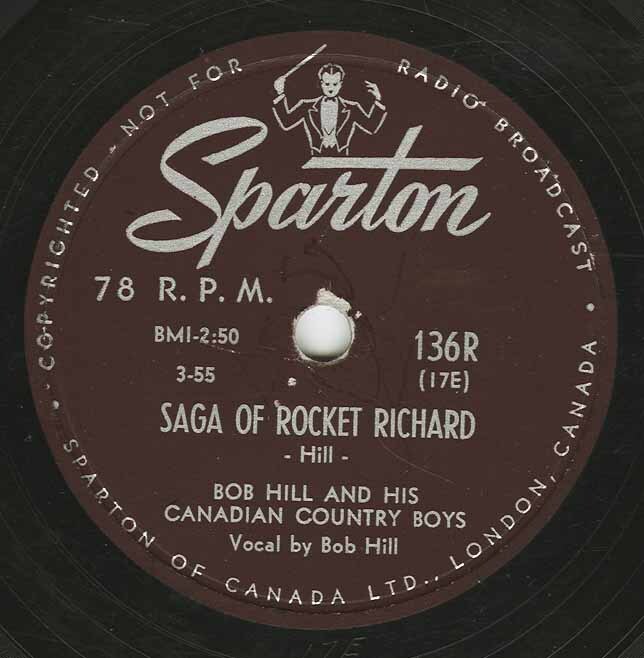 COPYRIGHTED - NOT FOR RADIO BROADCAST
Sparton
78 R. P. M.
BMI-2:50
136R
3-55
(17E)
SAGA OF ROCKET RICHARD
- Hill -
BOB HILL AND HIS
CANADIAN COUNTRY BOYS
Vocal by Bob Hill
SPARTON OF CANADA LTD., LONDON, CANADA
17E